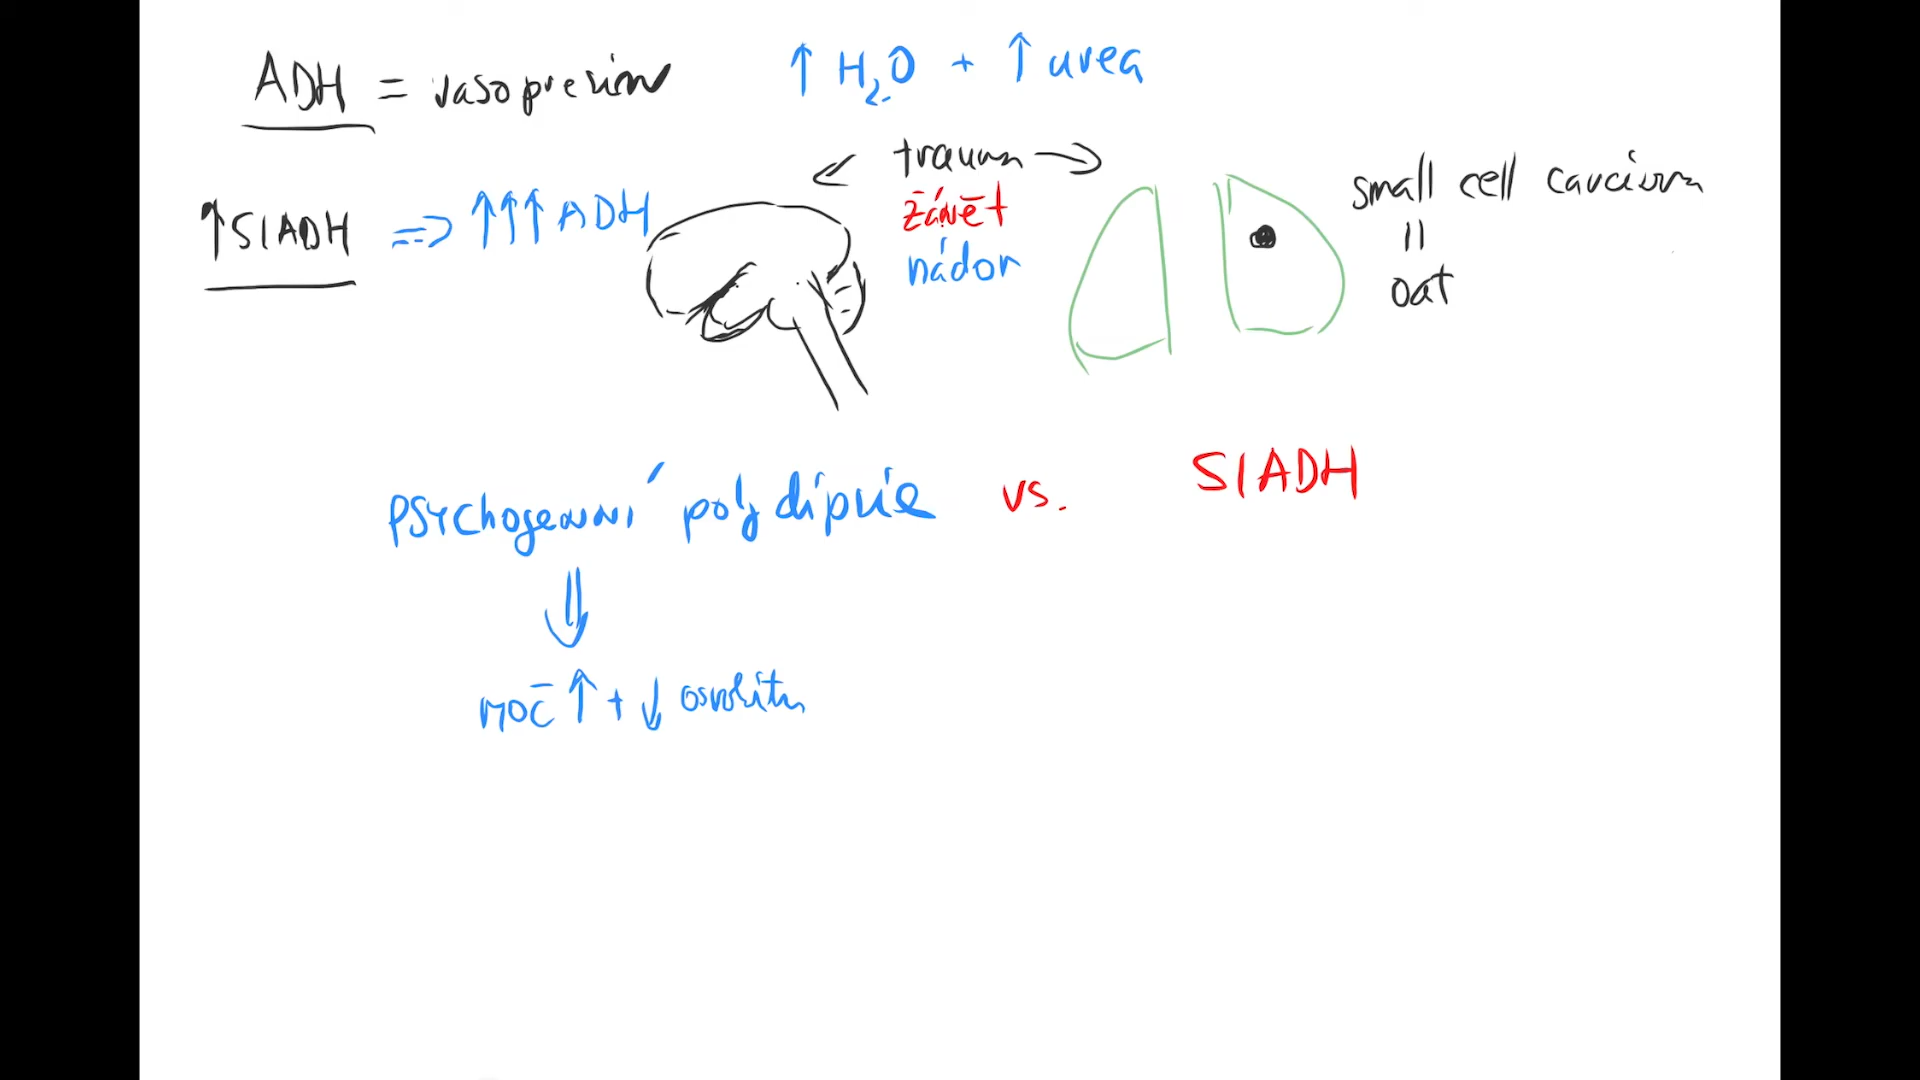 ADH = vasopresin
↑ H₂O + ↑ urea
↑SIADH => ↑↑↑ ADH
← trauma →
zánět
nádor
small cell carcinom
=
oat
psychogenní polydipsie vs. SIADH
⇓
moč ↑ + ↓ osmolita